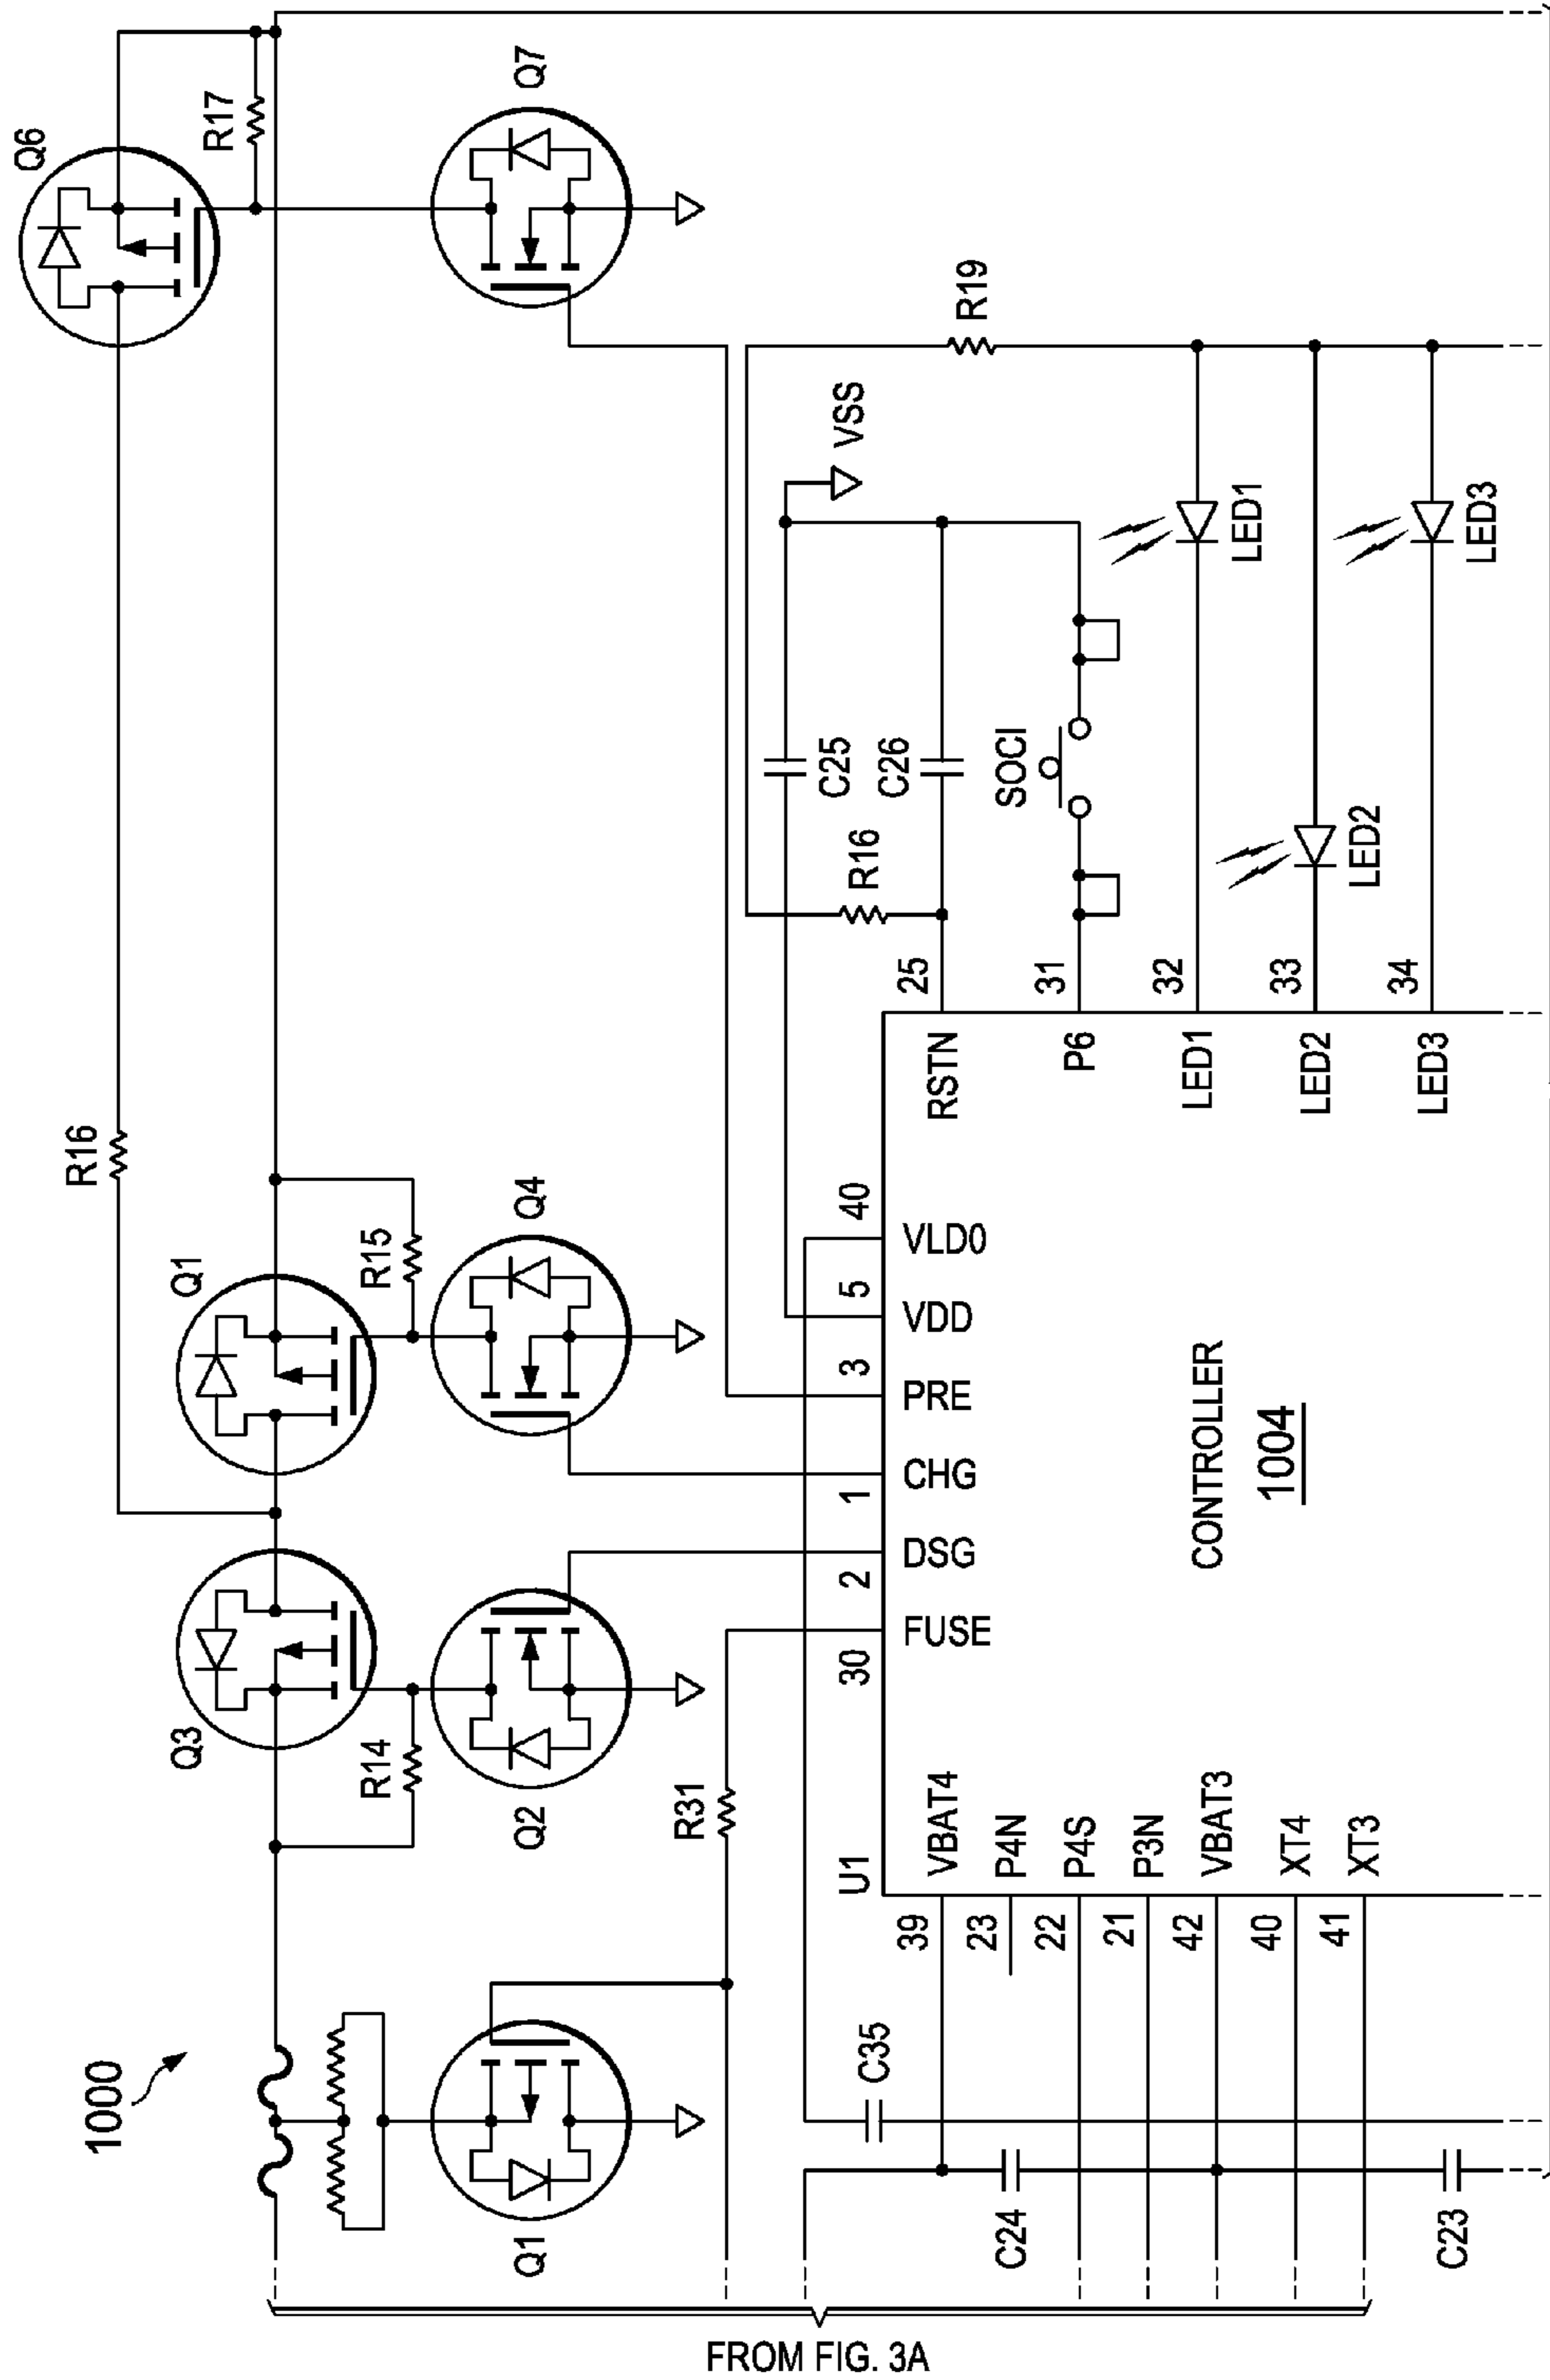 1000
Q3
Q1
R16
Q6
R17
R14
R15
Q1
Q2
Q4
Q7
R31
C35
U1
30
2
1
3
5
40
FUSE
DSG
CHG
PRE
VDD
VLD0
VSS
C25
C26
R16
R19
SOCI
39
VBAT4
23
P4N
22
P4S
21
P3N
42
VBAT3
40
XT4
41
XT3
C24
C23
CONTROLLER
1004
RSTN
25
P6
31
LED1
32
LED2
33
LED3
34
LED1
LED2
LED3
FROM FIG. 3A